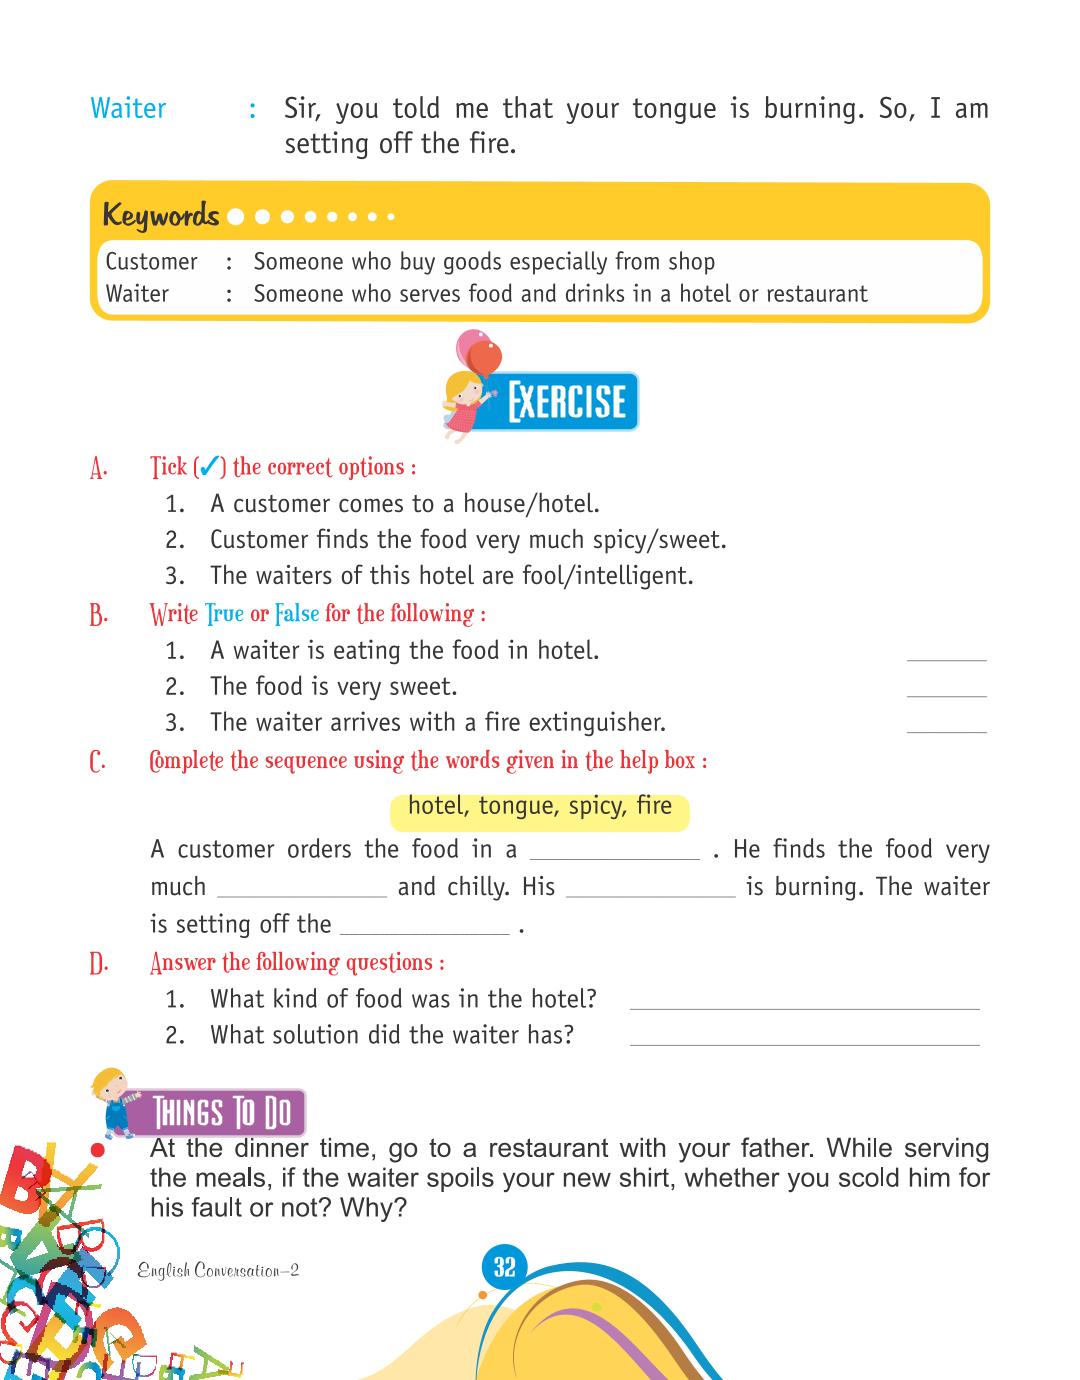 Waiter : Sir, you told me that your tongue is burning. So, I am
setting off the fire.
Keywords
Customer : Someone who buy goods especially from shop
Waiter : Someone who serves food and drinks in a hotel or restaurant
EXERCISE
A. Tick (✓) the correct options :
1. A customer comes to a house/hotel.
2. Customer finds the food very much spicy/sweet.
3. The waiters of this hotel are fool/intelligent.
B. Write True or False for the following :
1. A waiter is eating the food in hotel. ______
2. The food is very sweet. ______
3. The waiter arrives with a fire extinguisher. ______
C. Complete the sequence using the words given in the help box :
hotel, tongue, spicy, fire
A customer orders the food in a ____________ . He finds the food very
much ____________ and chilly. His ____________ is burning. The waiter
is setting off the ____________ .
D. Answer the following questions :
1. What kind of food was in the hotel? ____________
2. What solution did the waiter has? ____________
THINGS TO DO
At the dinner time, go to a restaurant with your father. While serving
the meals, if the waiter spoils your new shirt, whether you scold him for
his fault or not? Why?
English Conversation–2
32